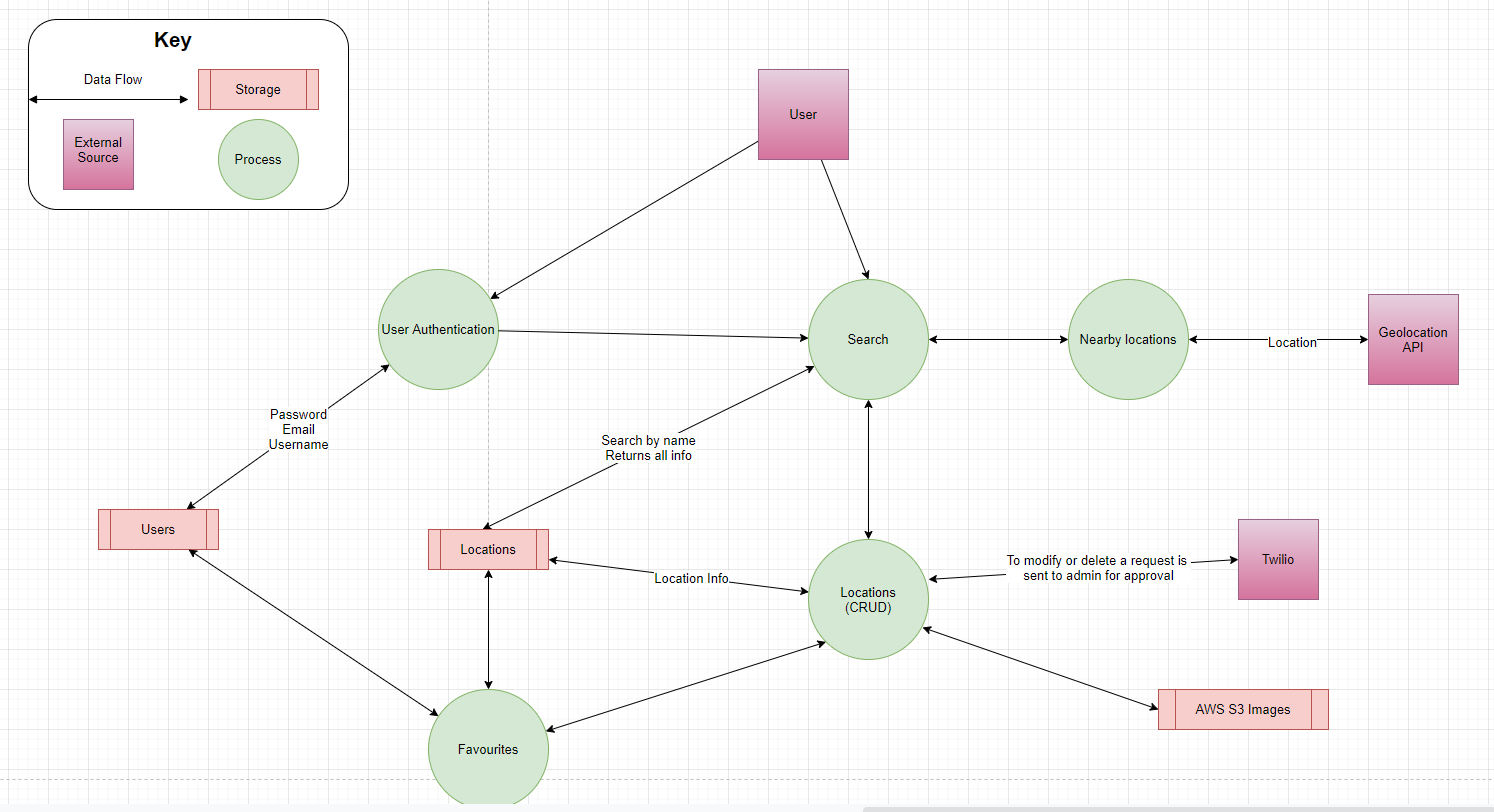 Key
Data Flow
Storage
External
Source
Process
User
User Authentication
Search
Nearby locations
Location
Geolocation
API
Password
Email
Username
Search by name
Returns all info
Users
Locations
Location Info
Locations
(CRUD)
To modify or delete a request is
sent to admin for approval
Twilio
AWS S3 Images
Favourites